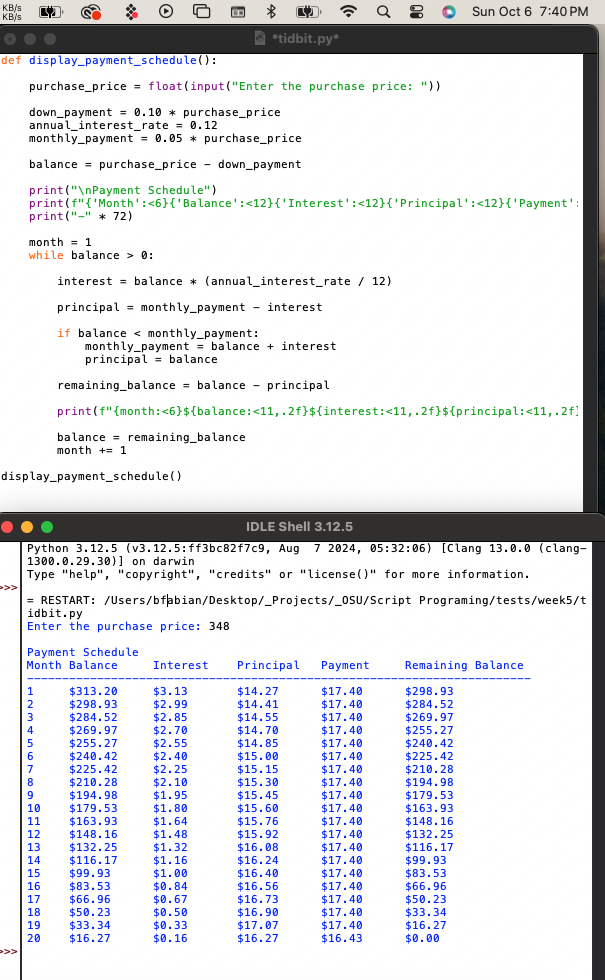 KB/s
KB/s
Sun Oct 6 7:40 PM
*tidbit.py*
def display_payment_schedule():
purchase_price = float(input("Enter the purchase price: "))
down_payment = 0.10 * purchase_price
annual_interest_rate = 0.12
monthly_payment = 0.05 * purchase_price
balance = purchase_price - down_payment
print("\nPayment Schedule")
print(f"{'Month':<6}{'Balance':<12}{'Interest':<12}{'Principal':<12}{'Payment':
print("-" * 72)
month = 1
while balance > 0:
interest = balance * (annual_interest_rate / 12)
principal = monthly_payment - interest
if balance < monthly_payment:
monthly_payment = balance + interest
principal = balance
remaining_balance = balance - principal
print(f"{month:<6}${balance:<11,.2f}${interest:<11,.2f}${principal:<11,.2f}
balance = remaining_balance
month += 1
display_payment_schedule()
IDLE Shell 3.12.5
Python 3.12.5 (v3.12.5:ff3bc82f7c9, Aug  7 2024, 05:32:06) [Clang 13.0.0 (clang-
1300.0.29.30)] on darwin
Type "help", "copyright", "credits" or "license()" for more information.
>>>
= RESTART: /Users/bfabian/Desktop/_Projects/_OSU/Script Programing/tests/week5/t
idbit.py
Enter the purchase price: 348
Payment Schedule
Month Balance     Interest    Principal   Payment     Remaining Balance
------------------------------------------------------------------------
1     $313.20     $3.13       $14.27      $17.40      $298.93
2     $298.93     $2.99       $14.41      $17.40      $284.52
3     $284.52     $2.85       $14.55      $17.40      $269.97
4     $269.97     $2.70       $14.70      $17.40      $255.27
5     $255.27     $2.55       $14.85      $17.40      $240.42
6     $240.42     $2.40       $15.00      $17.40      $225.42
7     $225.42     $2.25       $15.15      $17.40      $210.28
8     $210.28     $2.10       $15.30      $17.40      $194.98
9     $194.98     $1.95       $15.45      $17.40      $179.53
10    $179.53     $1.80       $15.60      $17.40      $163.93
11    $163.93     $1.64       $15.76      $17.40      $148.16
12    $148.16     $1.48       $15.92      $17.40      $132.25
13    $132.25     $1.32       $16.08      $17.40      $116.17
14    $116.17     $1.16       $16.24      $17.40      $99.93
15    $99.93      $1.00       $16.40      $17.40      $83.53
16    $83.53      $0.84       $16.56      $17.40      $66.96
17    $66.96      $0.67       $16.73      $17.40      $50.23
18    $50.23      $0.50       $16.90      $17.40      $33.34
19    $33.34      $0.33       $17.07      $17.40      $16.27
20    $16.27      $0.16       $16.27      $16.43      $0.00
>>>